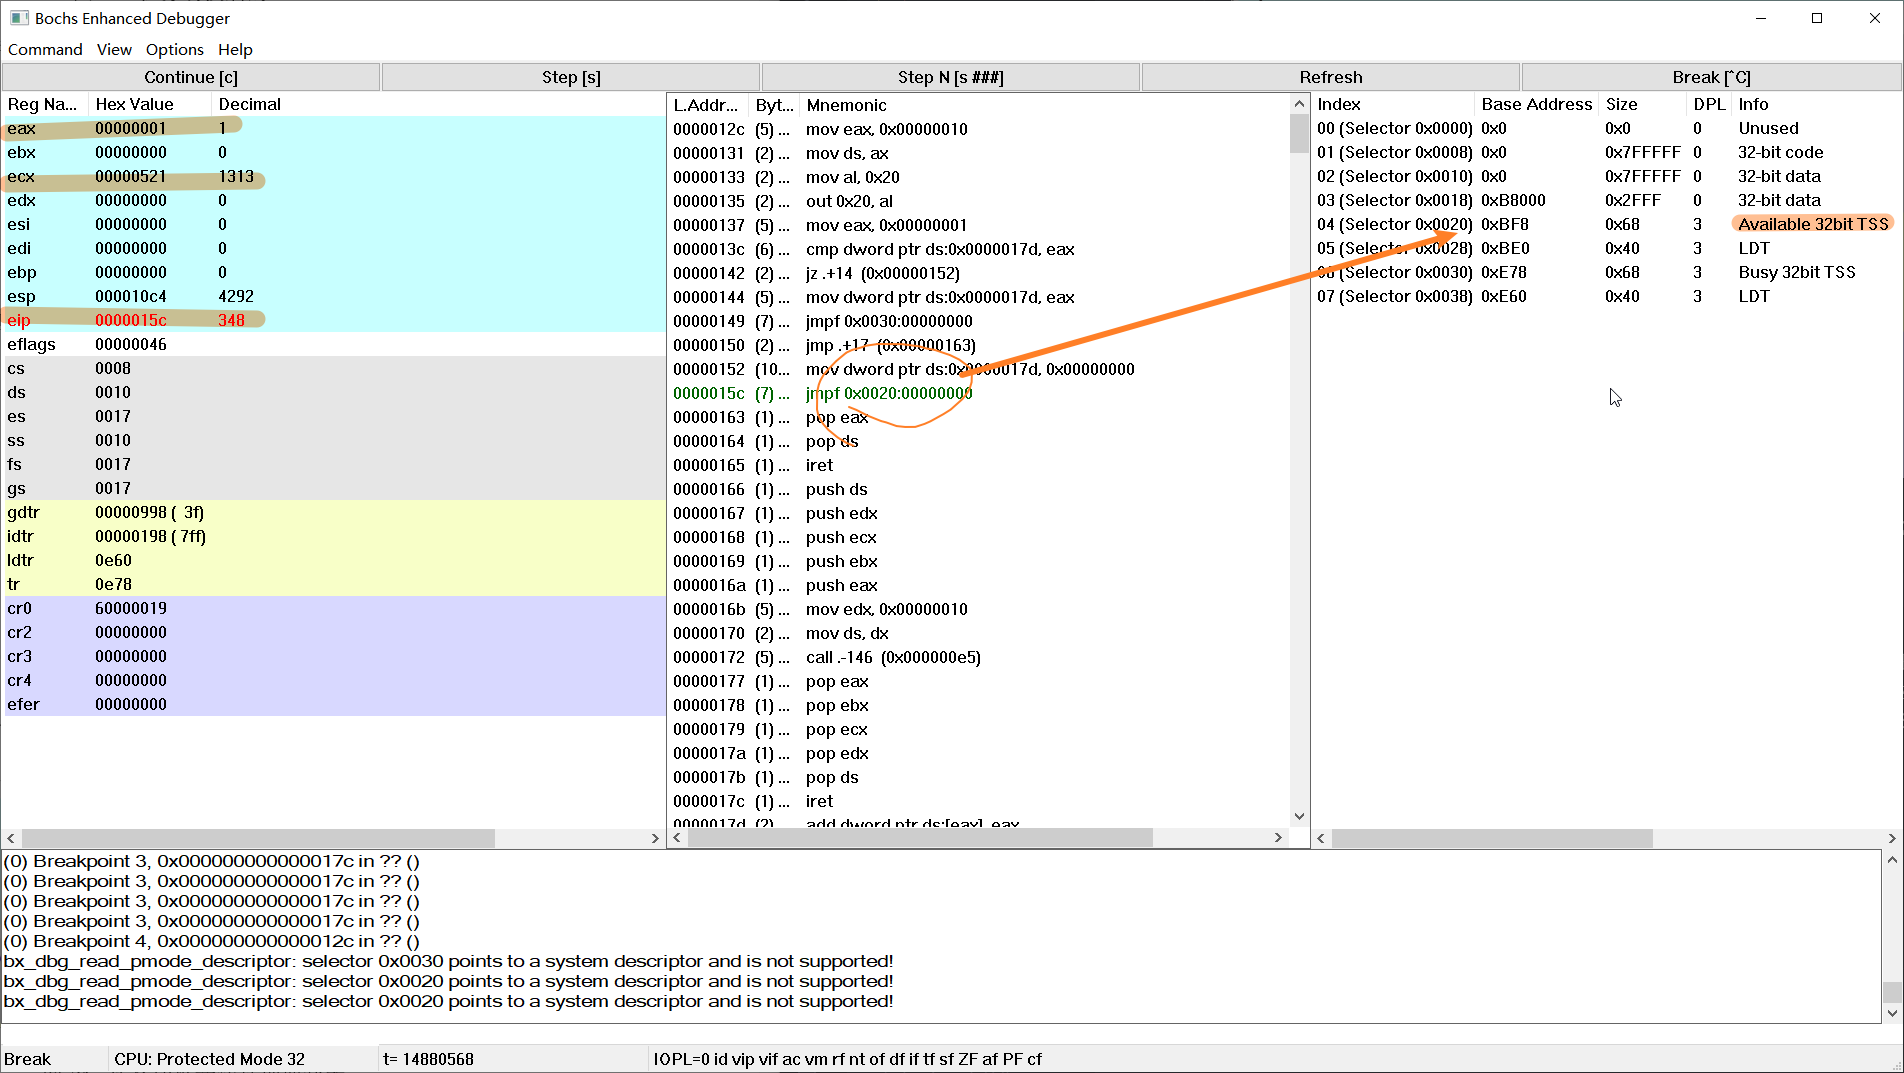 Bochs Enhanced Debugger
Command View Options Help
Continue [c] Step [s] Step N [s ###] Refresh Break [^C]
Reg Na... Hex Value Decimal
eax 00000001 1
ebx 00000000 0
ecx 00000521 1313
edx 00000000 0
esi 00000000 0
edi 00000000 0
ebp 00000000 0
esp 000010c4 4292
eip 0000015c 348
eflags 00000046
cs 0008
ds 0010
es 0017
ss 0010
fs 0017
gs 0017
gdtr 00000998 ( 3f)
idtr 00000198 ( 7ff)
ldtr 0e60
tr 0e78
cr0 60000019
cr2 00000000
cr3 00000000
cr4 00000000
efer 00000000
L.Addr... Byt... Mnemonic
0000012c (5) ... mov eax, 0x00000010
00000131 (2) ... mov ds, ax
00000133 (2) ... mov al, 0x20
00000135 (2) ... out 0x20, al
00000137 (5) ... mov eax, 0x00000001
0000013c (6) ... cmp dword ptr ds:0x0000017d, eax
00000142 (2) ... jz .+14 (0x00000152)
00000144 (5) ... mov dword ptr ds:0x0000017d, eax
00000149 (7) ... jmpf 0x0030:00000000
00000150 (2) ... jmp .+17 (0x00000163)
00000152 (10... mov dword ptr ds:0x0000017d, 0x00000000
0000015c (7) ... jmpf 0x0020:00000000
00000163 (1) ... pop eax
00000164 (1) ... pop ds
00000165 (1) ... iret
00000166 (1) ... push ds
00000167 (1) ... push edx
00000168 (1) ... push ecx
00000169 (1) ... push ebx
0000016a (1) ... push eax
0000016b (5) ... mov edx, 0x00000010
00000170 (2) ... mov ds, dx
00000172 (5) ... call .-146 (0x000000e5)
00000177 (1) ... pop eax
00000178 (1) ... pop ebx
00000179 (1) ... pop ecx
0000017a (1) ... pop edx
0000017b (1) ... pop ds
0000017c (1) ... iret
0000017d (2) ... add dword ptr ds:[eax], eax
Index Base Address Size DPL Info
00 (Selector 0x0000) 0x0 0x0 0 Unused
01 (Selector 0x0008) 0x0 0x7FFFFF 0 32-bit code
02 (Selector 0x0010) 0x0 0x7FFFFF 0 32-bit data
03 (Selector 0x0018) 0xB8000 0x2FFF 0 32-bit data
04 (Selector 0x0020) 0xBF8 0x68 3 Available 32bit TSS
05 (Selector 0x0028) 0xBE0 0x40 3 LDT
06 (Selector 0x0030) 0xE78 0x68 3 Busy 32bit TSS
07 (Selector 0x0038) 0xE60 0x40 3 LDT
(0) Breakpoint 3, 0x000000000000017c in ?? ()
(0) Breakpoint 3, 0x000000000000017c in ?? ()
(0) Breakpoint 3, 0x000000000000017c in ?? ()
(0) Breakpoint 3, 0x000000000000017c in ?? ()
(0) Breakpoint 4, 0x000000000000012c in ?? ()
bx_dbg_read_pmode_descriptor: selector 0x0030 points to a system descriptor and is not supported!
bx_dbg_read_pmode_descriptor: selector 0x0020 points to a system descriptor and is not supported!
bx_dbg_read_pmode_descriptor: selector 0x0020 points to a system descriptor and is not supported!
Break CPU: Protected Mode 32 t= 14880568 IOPL=0 id vip vif ac vm rf nt of df if tf sf ZF af PF cf